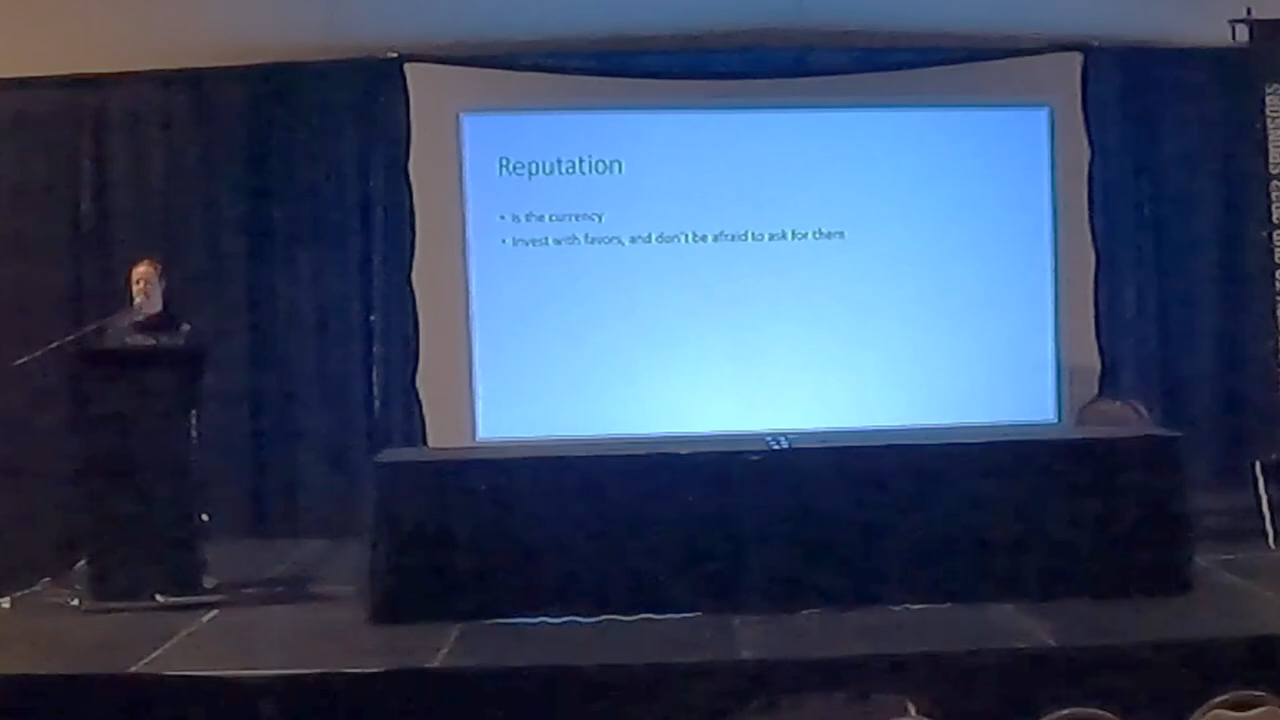 Reputation
• Is the currency
• Invest with favors, and don't be afraid to ask for them